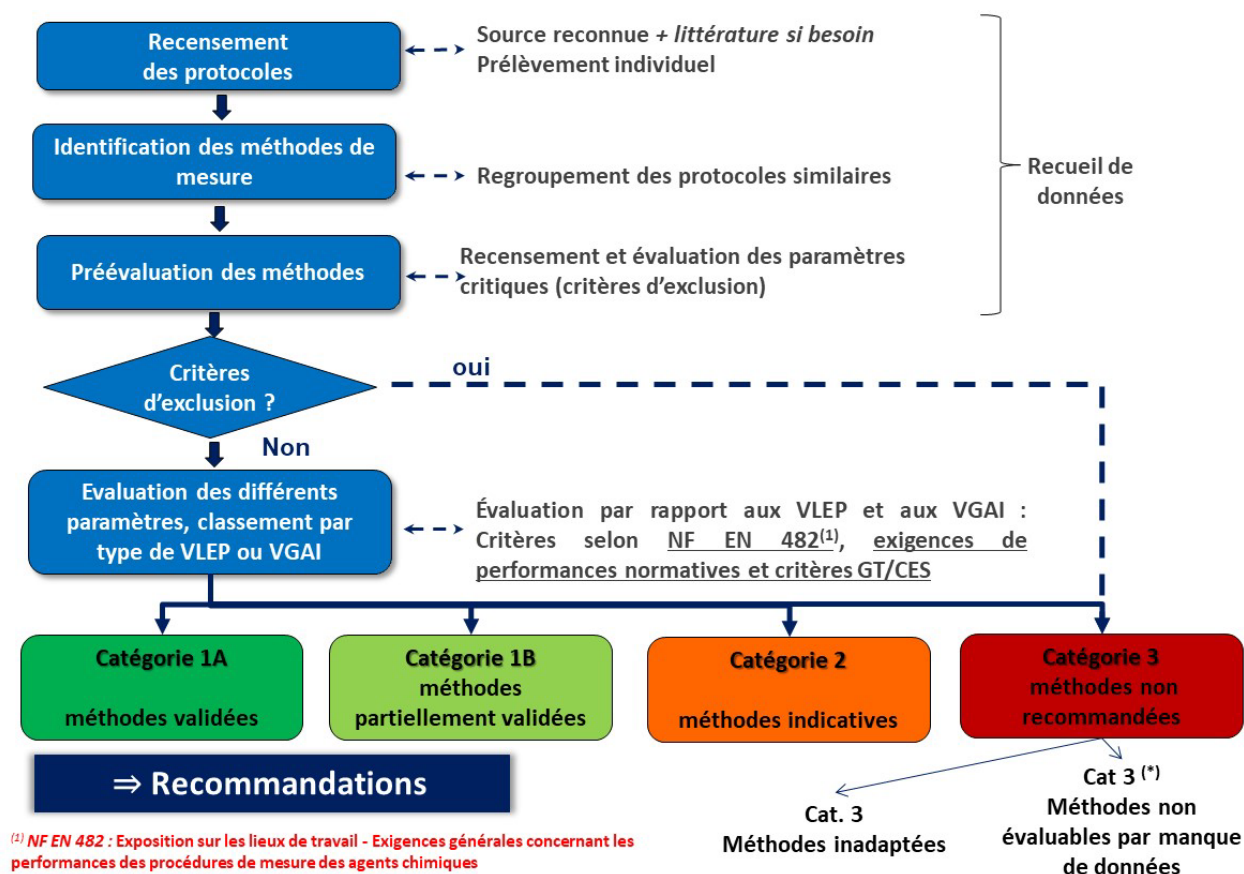 Recensement
des protocoles
Source reconnue + littérature si besoin
Prélèvement individuel
Identification des méthodes de
mesure
Regroupement des protocoles similaires
Recueil de
données
Préévaluation des méthodes
Recensement et évaluation des paramètres
critiques (critères d’exclusion)
Critères
d’exclusion ?
oui
Non
Evaluation des différents
paramètres, classement par
type de VLEP ou VGAI
Évaluation par rapport aux VLEP et aux VGAI :
Critères selon NF EN 482(1), exigences de
performances normatives et critères GT/CES
Catégorie 1A
méthodes validées
Catégorie 1B
méthodes
partiellement validées
Catégorie 2
méthodes indicatives
Catégorie 3
méthodes non
recommandées
⇒ Recommandations
Cat. 3
Méthodes inadaptées
Cat 3 (*)
Méthodes non
évaluables par manque
de données
(1) NF EN 482 : Exposition sur les lieux de travail - Exigences générales concernant les
performances des procédures de mesure des agents chimiques